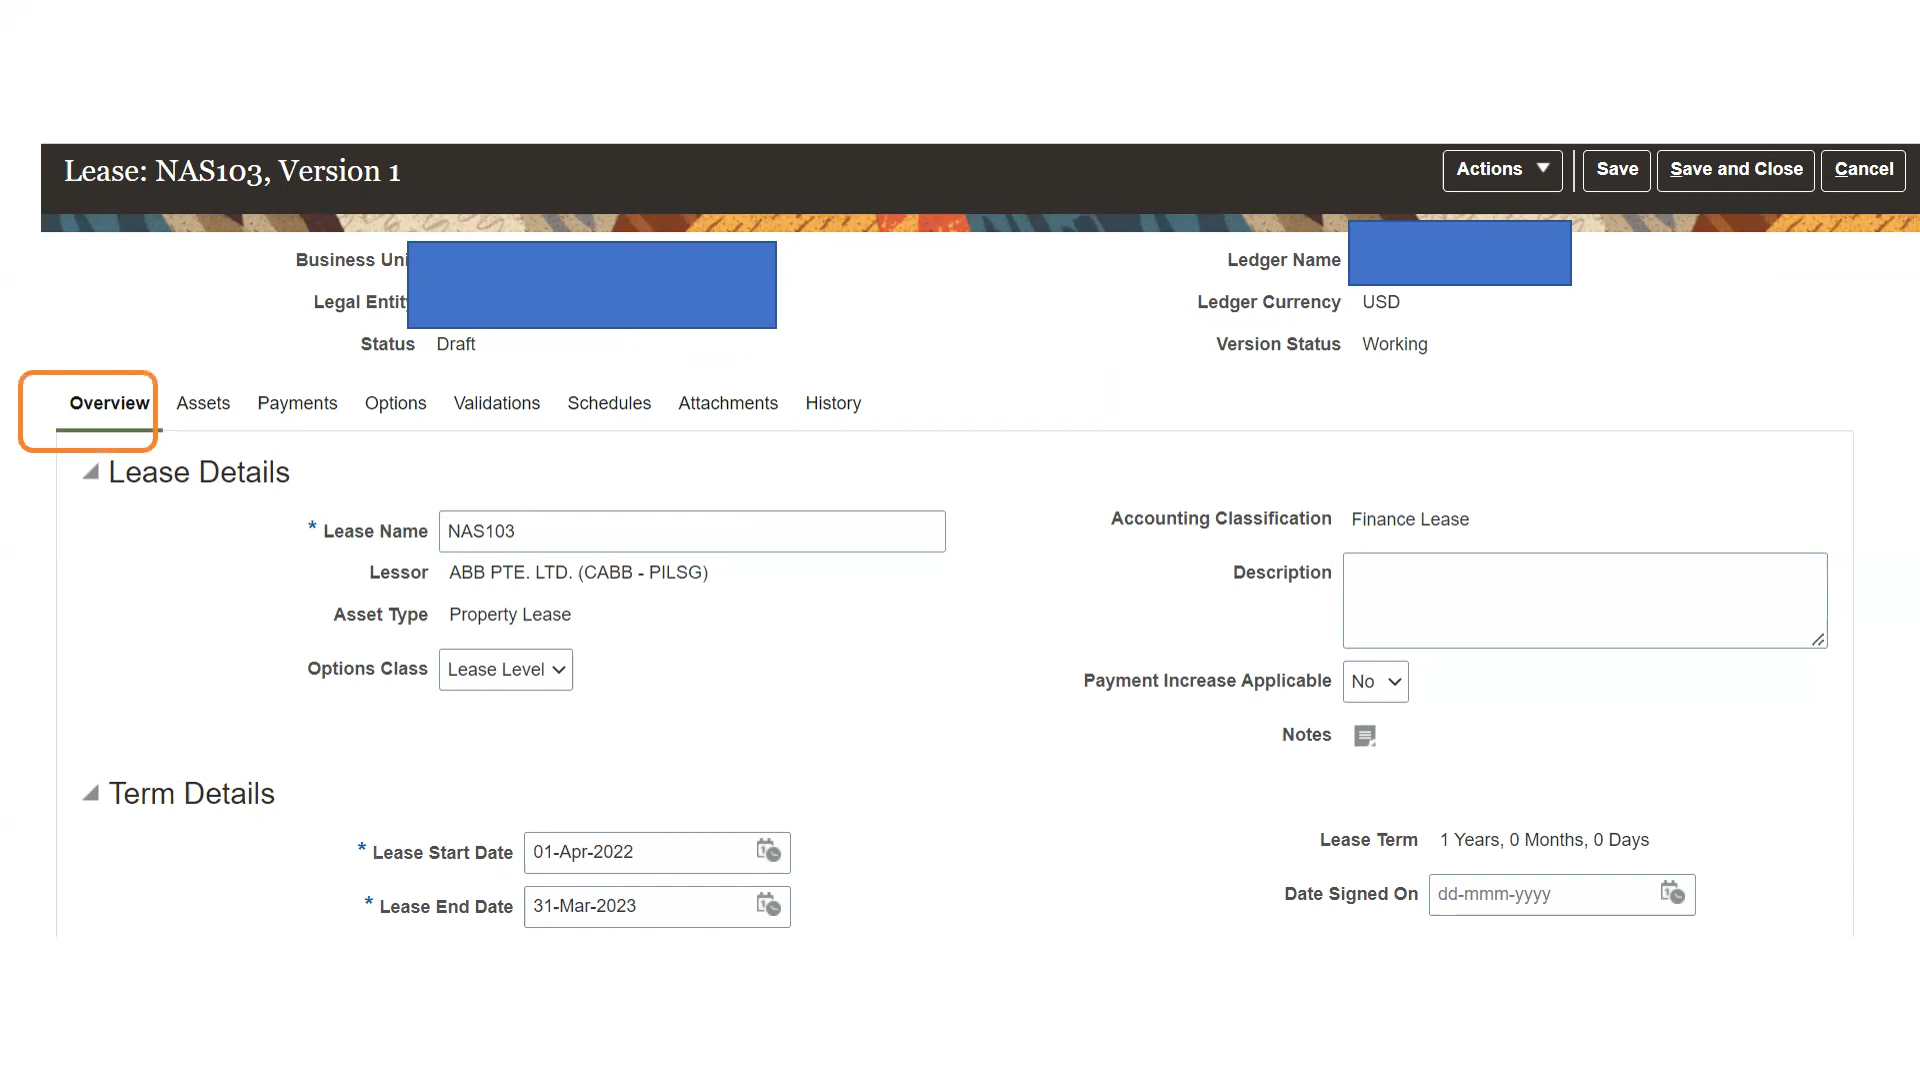 Lease: NAS103, Version 1
Actions Save Save and Close Cancel
Business Uni Ledger Name
Legal Entity Ledger Currency USD
Status Draft Version Status Working
Overview Assets Payments Options Validations Schedules Attachments History
Lease Details
* Lease Name NAS103 Accounting Classification Finance Lease
Lessor ABB PTE. LTD. (CABB - PILSG) Description
Asset Type Property Lease
Options Class Lease Level Payment Increase Applicable No
Notes
Term Details
* Lease Start Date 01-Apr-2022 Lease Term 1 Years, 0 Months, 0 Days
* Lease End Date 31-Mar-2023 Date Signed On dd-mmm-yyyy